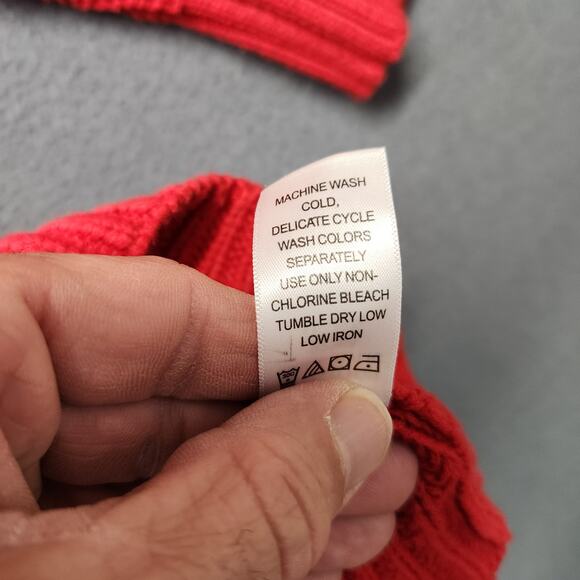 MACHINE WASH
COLD,
DELICATE CYCLE
WASH COLORS
SEPARATELY
USE ONLY NON-
CHLORINE BLEACH
TUMBLE DRY LOW
LOW IRON